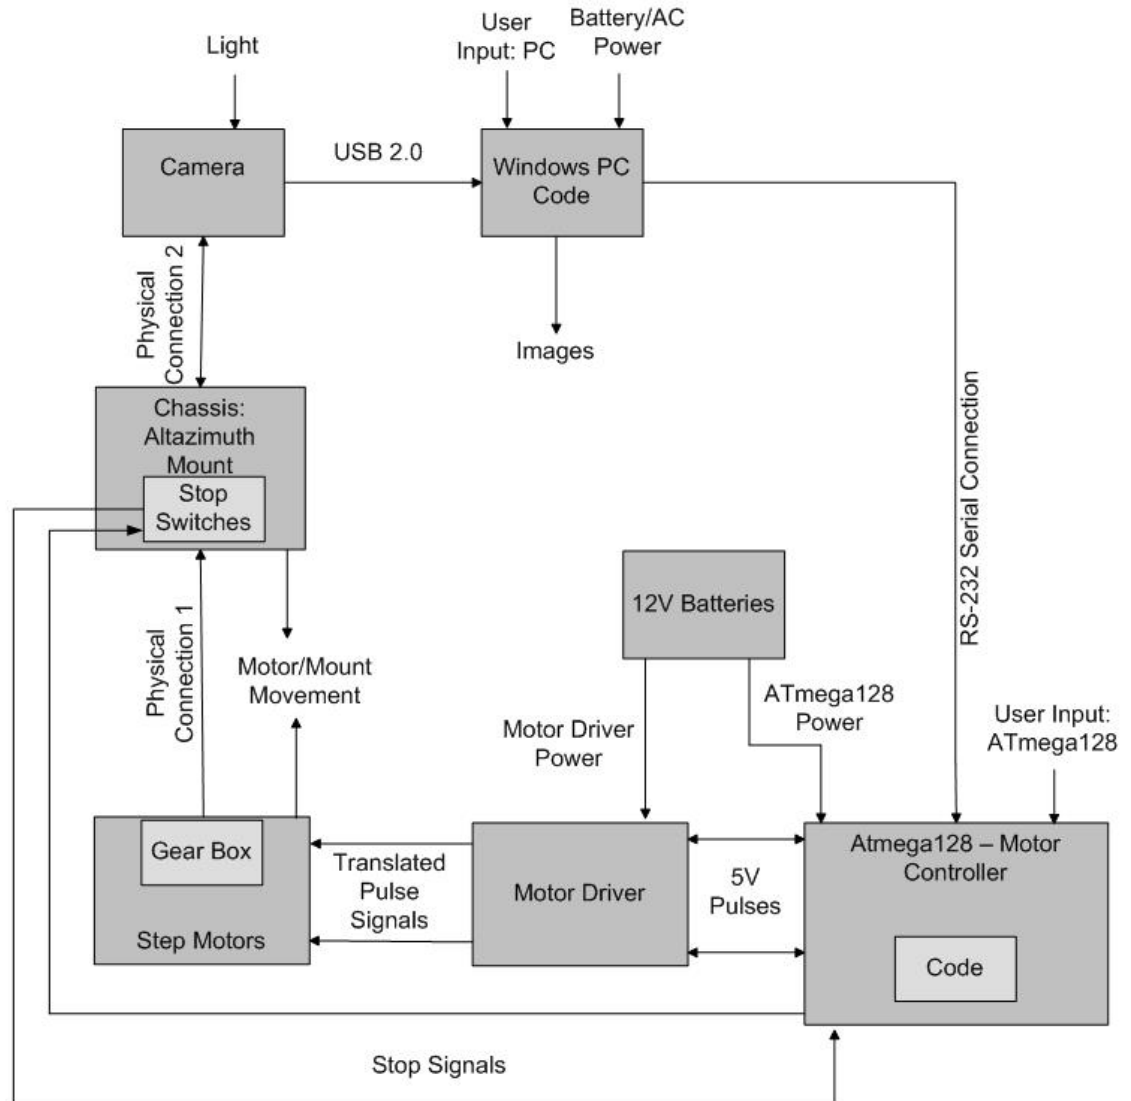 Light
User
Input: PC
Battery/AC
Power
Camera
USB 2.0
Windows PC
Code
Physical
Connection 2
Images
Chassis:
Altazimuth
Mount
Stop
Switches
RS-232 Serial Connection
12V Batteries
Physical
Connection 1
Motor/Mount
Movement
Motor Driver
Power
ATmega128
Power
User Input:
ATmega128
Gear Box
Step Motors
Translated
Pulse
Signals
Motor Driver
5V
Pulses
Atmega128 – Motor
Controller
Code
Stop Signals